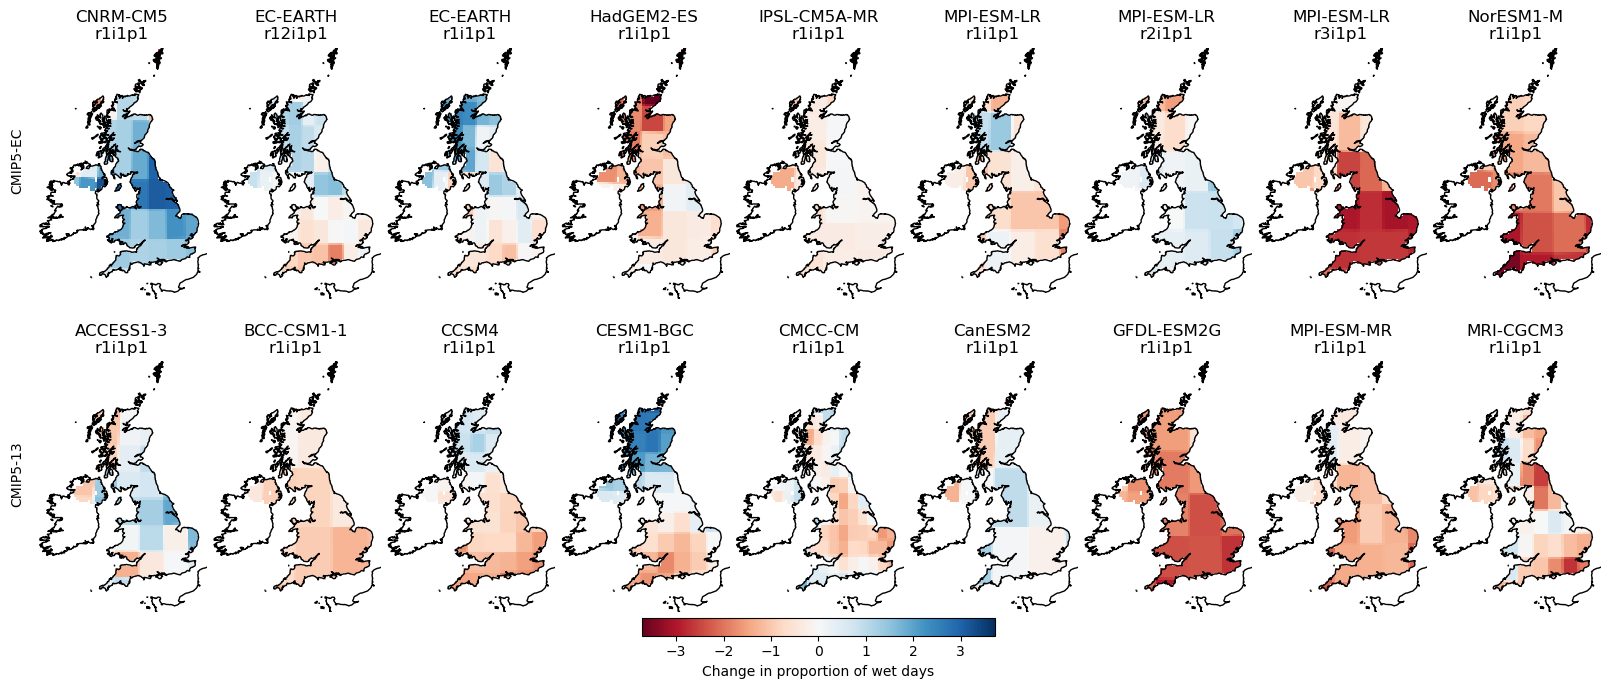 CNRM-CM5
r1i1p1
EC-EARTH
r12i1p1
EC-EARTH
r1i1p1
HadGEM2-ES
r1i1p1
IPSL-CM5A-MR
r1i1p1
MPI-ESM-LR
r1i1p1
MPI-ESM-LR
r2i1p1
MPI-ESM-LR
r3i1p1
NorESM1-M
r1i1p1
CMIP5-EC
ACCESS1-3
r1i1p1
BCC-CSM1-1
r1i1p1
CCSM4
r1i1p1
CESM1-BGC
r1i1p1
CMCC-CM
r1i1p1
CanESM2
r1i1p1
GFDL-ESM2G
r1i1p1
MPI-ESM-MR
r1i1p1
MRI-CGCM3
r1i1p1
CMIP5-13
−3 −2 −1 0 1 2 3
Change in proportion of wet days